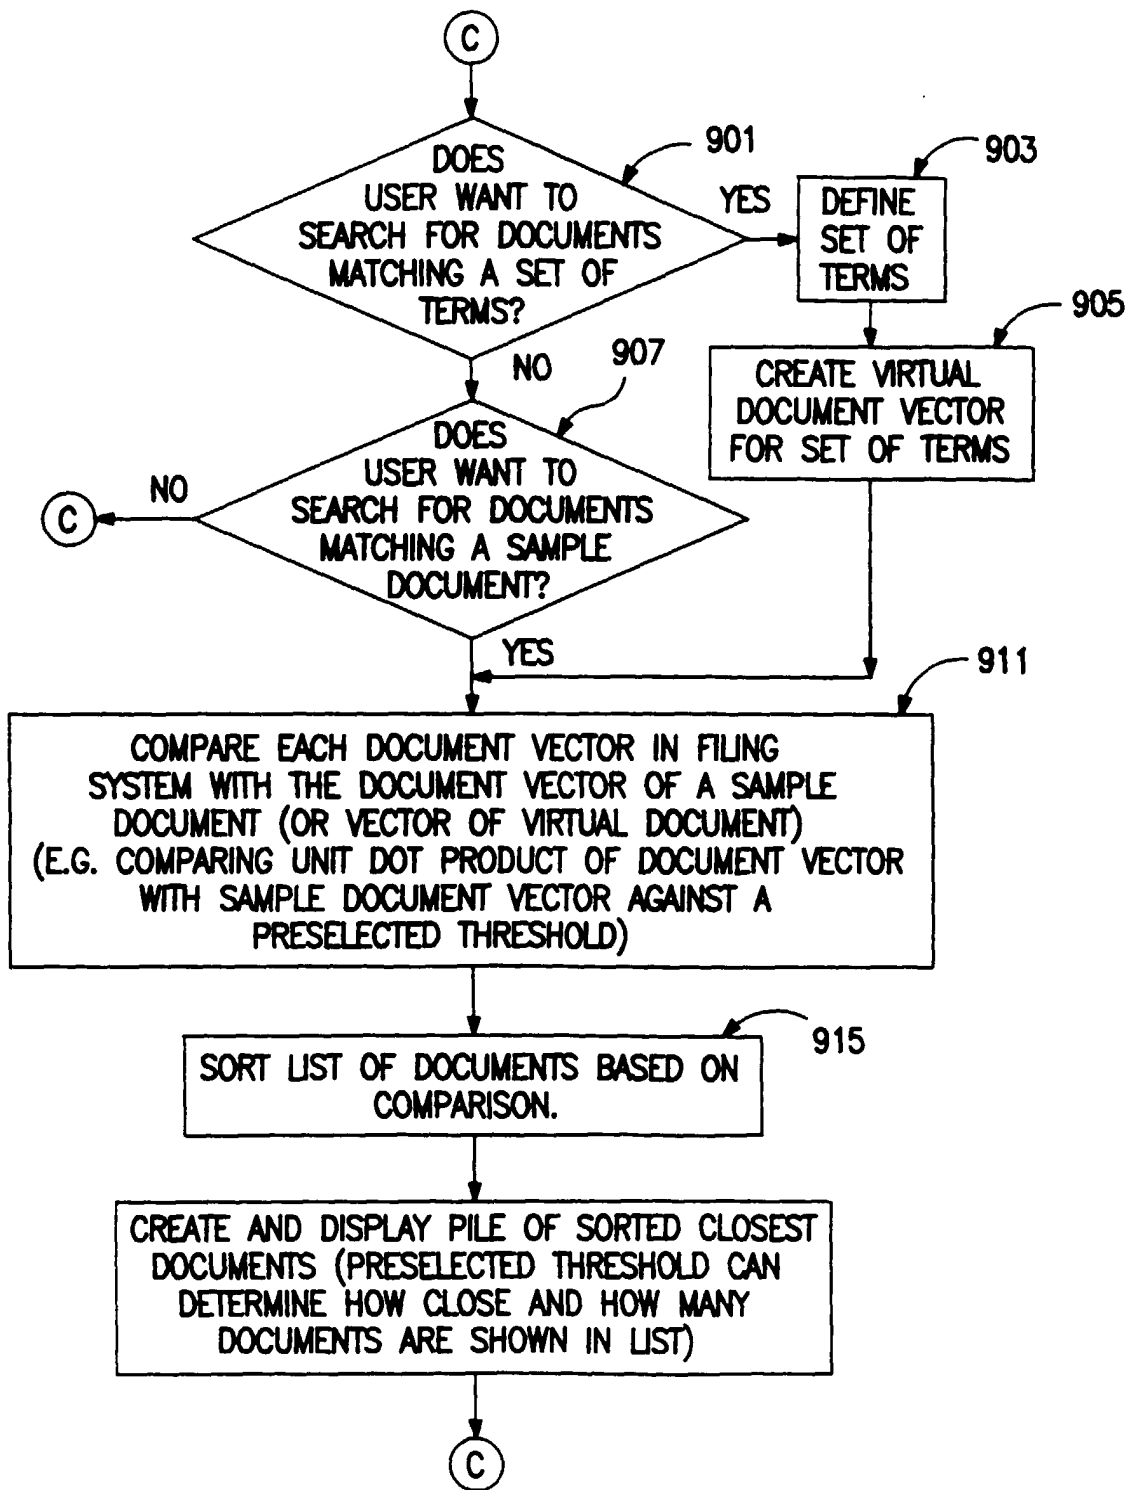 C
DOES
USER WANT TO
SEARCH FOR DOCUMENTS
MATCHING A SET OF
TERMS?
901
YES
903
DEFINE
SET OF
TERMS
905
CREATE VIRTUAL
DOCUMENT VECTOR
FOR SET OF TERMS
NO
907
DOES
USER WANT TO
SEARCH FOR DOCUMENTS
MATCHING A SAMPLE
DOCUMENT?
NO
C
YES
911
COMPARE EACH DOCUMENT VECTOR IN FILING
SYSTEM WITH THE DOCUMENT VECTOR OF A SAMPLE
DOCUMENT (OR VECTOR OF VIRTUAL DOCUMENT)
(E.G. COMPARING UNIT DOT PRODUCT OF DOCUMENT VECTOR
WITH SAMPLE DOCUMENT VECTOR AGAINST A
PRESELECTED THRESHOLD)
915
SORT LIST OF DOCUMENTS BASED ON
COMPARISON.
CREATE AND DISPLAY PILE OF SORTED CLOSEST
DOCUMENTS (PRESELECTED THRESHOLD CAN
DETERMINE HOW CLOSE AND HOW MANY
DOCUMENTS ARE SHOWN IN LIST)
C